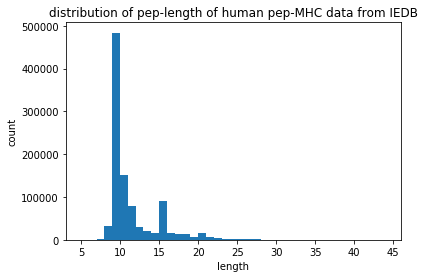 distribution of pep-length of human pep-MHC data from IEDB
500000
400000
300000
200000
100000
0
count
5 10 15 20 25 30 35 40 45
length